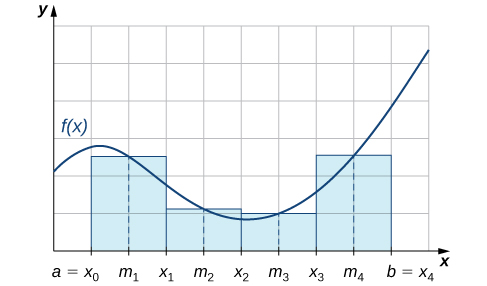 y
f(x)
x
a = x₀ m₁ x₁ m₂ x₂ m₃ x₃ m₄ b = x₄